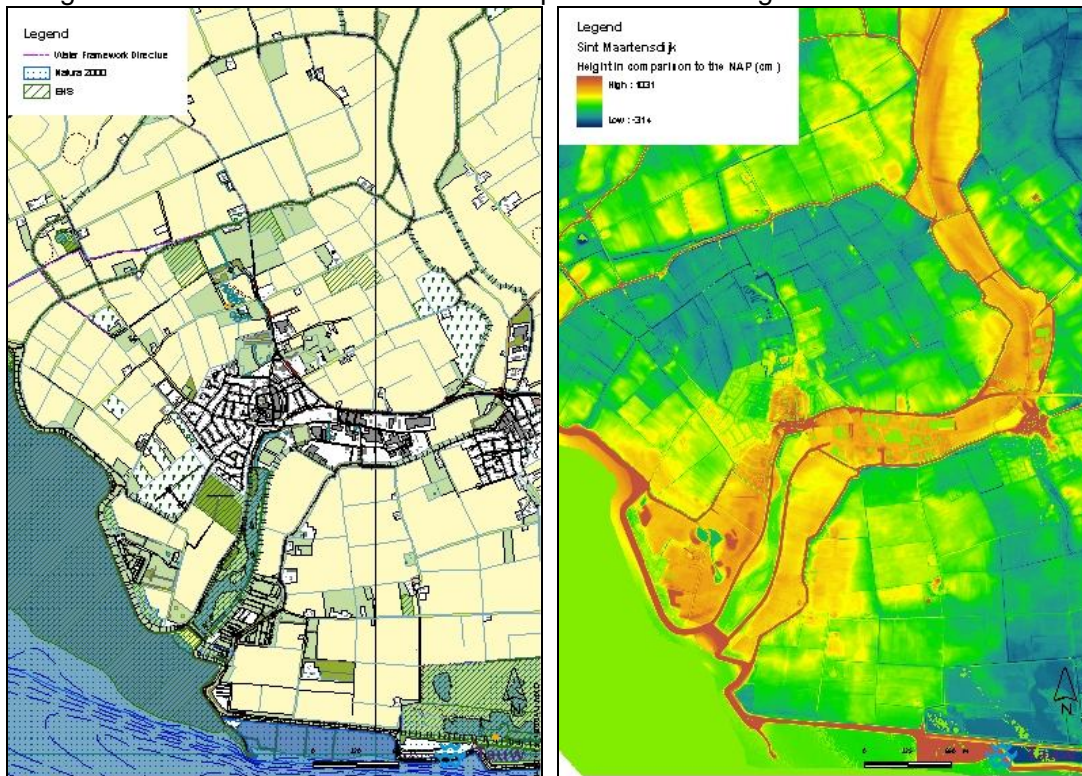 Legend
Water Framework Directive
Natura 2000
EHS
N
Legend
Sint Maartensdijk
Height in comparison to the NAP (cm)
High : 1031
Low : -314
N